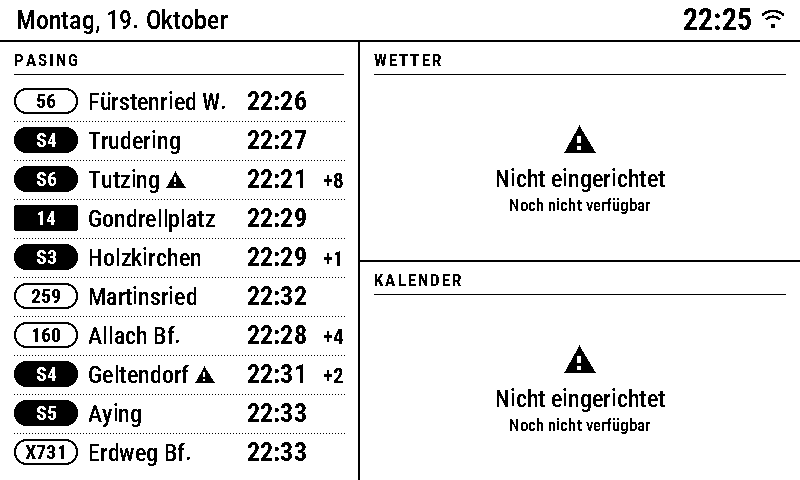 Montag, 19. Oktober 22:25
PASING
56 Fürstenried W. 22:26
S4 Trudering 22:27
S6 Tutzing 22:21 +8
14 Gondrellplatz 22:29
S3 Holzkirchen 22:29 +1
259 Martinsried 22:32
160 Allach Bf. 22:28 +4
S4 Geltendorf 22:31 +2
S5 Aying 22:33
X731 Erdweg Bf. 22:33
WETTER
Nicht eingerichtet
Noch nicht verfügbar
KALENDER
Nicht eingerichtet
Noch nicht verfügbar